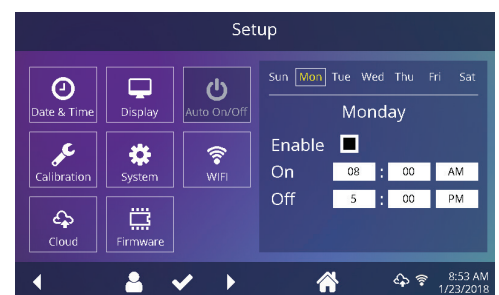 Setup
Date & Time Display Auto On/Off
Calibration System WIFI
Cloud Firmware
Sun Mon Tue Wed Thu Fri Sat
Monday
Enable
On 08 : 00 AM
Off 5 : 00 PM
8:53 AM
1/23/2018